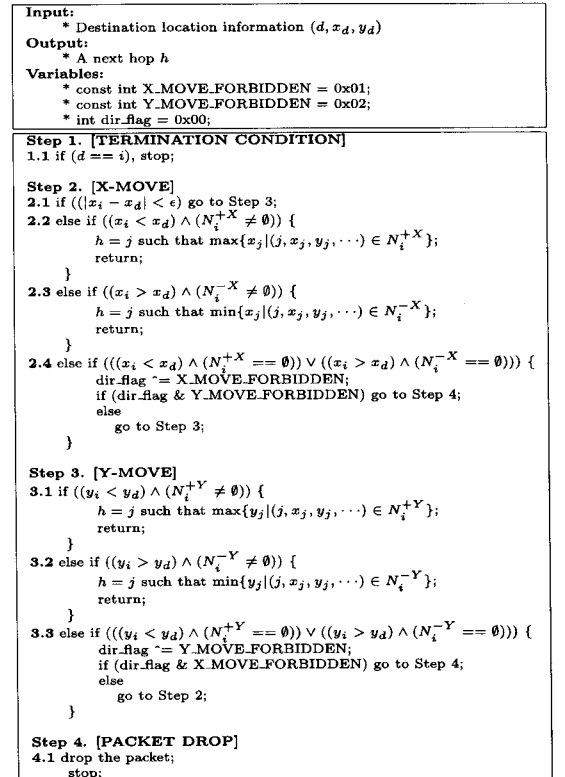 Input:
* Destination location information (d, x_d, y_d)
Output:
* A next hop h
Variables:
* const int X_MOVE_FORBIDDEN = 0x01;
* const int Y_MOVE_FORBIDDEN = 0x02;
* int dir_flag = 0x00;
Step 1. [TERMINATION CONDITION]
1.1 if (d == i), stop;
Step 2. [X-MOVE]
2.1 if ((|x_i − x_d| < ϵ) go to Step 3;
2.2 else if ((x_i < x_d) ∧ (N_i^{+X} ≠ ∅)) {
h = j such that max{x_j|(j, x_j, y_j, ⋯) ∈ N_i^{+X}};
return;
}
2.3 else if ((x_i > x_d) ∧ (N_i^{−X} ≠ ∅)) {
h = j such that min{x_j|(j, x_j, y_j, ⋯) ∈ N_i^{−X}};
return;
}
2.4 else if (((x_i < x_d) ∧ (N_i^{+X} == ∅)) ∨ ((x_i > x_d) ∧ (N_i^{−X} == ∅))) {
dir_flag ^= X_MOVE_FORBIDDEN;
if (dir_flag & Y_MOVE_FORBIDDEN) go to Step 4;
else
go to Step 3;
}
Step 3. [Y-MOVE]
3.1 if ((y_i < y_d) ∧ (N_i^{+Y} ≠ ∅)) {
h = j such that max{y_j|(j, x_j, y_j, ⋯) ∈ N_i^{+Y}};
return;
}
3.2 else if ((y_i > y_d) ∧ (N_i^{−Y} ≠ ∅)) {
h = j such that min{y_j|(j, x_j, y_j, ⋯) ∈ N_i^{−Y}};
return;
}
3.3 else if (((y_i < y_d) ∧ (N_i^{+Y} == ∅)) ∨ ((y_i > y_d) ∧ (N_i^{−Y} == ∅))) {
dir_flag ^= Y_MOVE_FORBIDDEN;
if (dir_flag & X_MOVE_FORBIDDEN) go to Step 4;
else
go to Step 2;
}
Step 4. [PACKET DROP]
4.1 drop the packet;
stop;